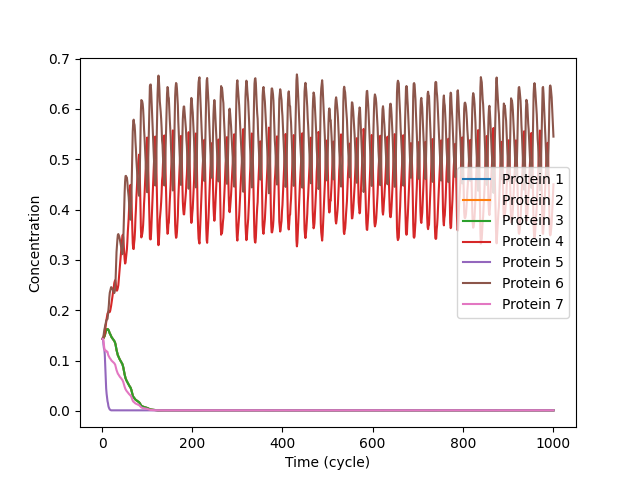 0.7
0.6
0.5
0.4
0.3
0.2
0.1
0.0
Concentration
Protein 1
Protein 2
Protein 3
Protein 4
Protein 5
Protein 6
Protein 7
0 200 400 600 800 1000
Time (cycle)